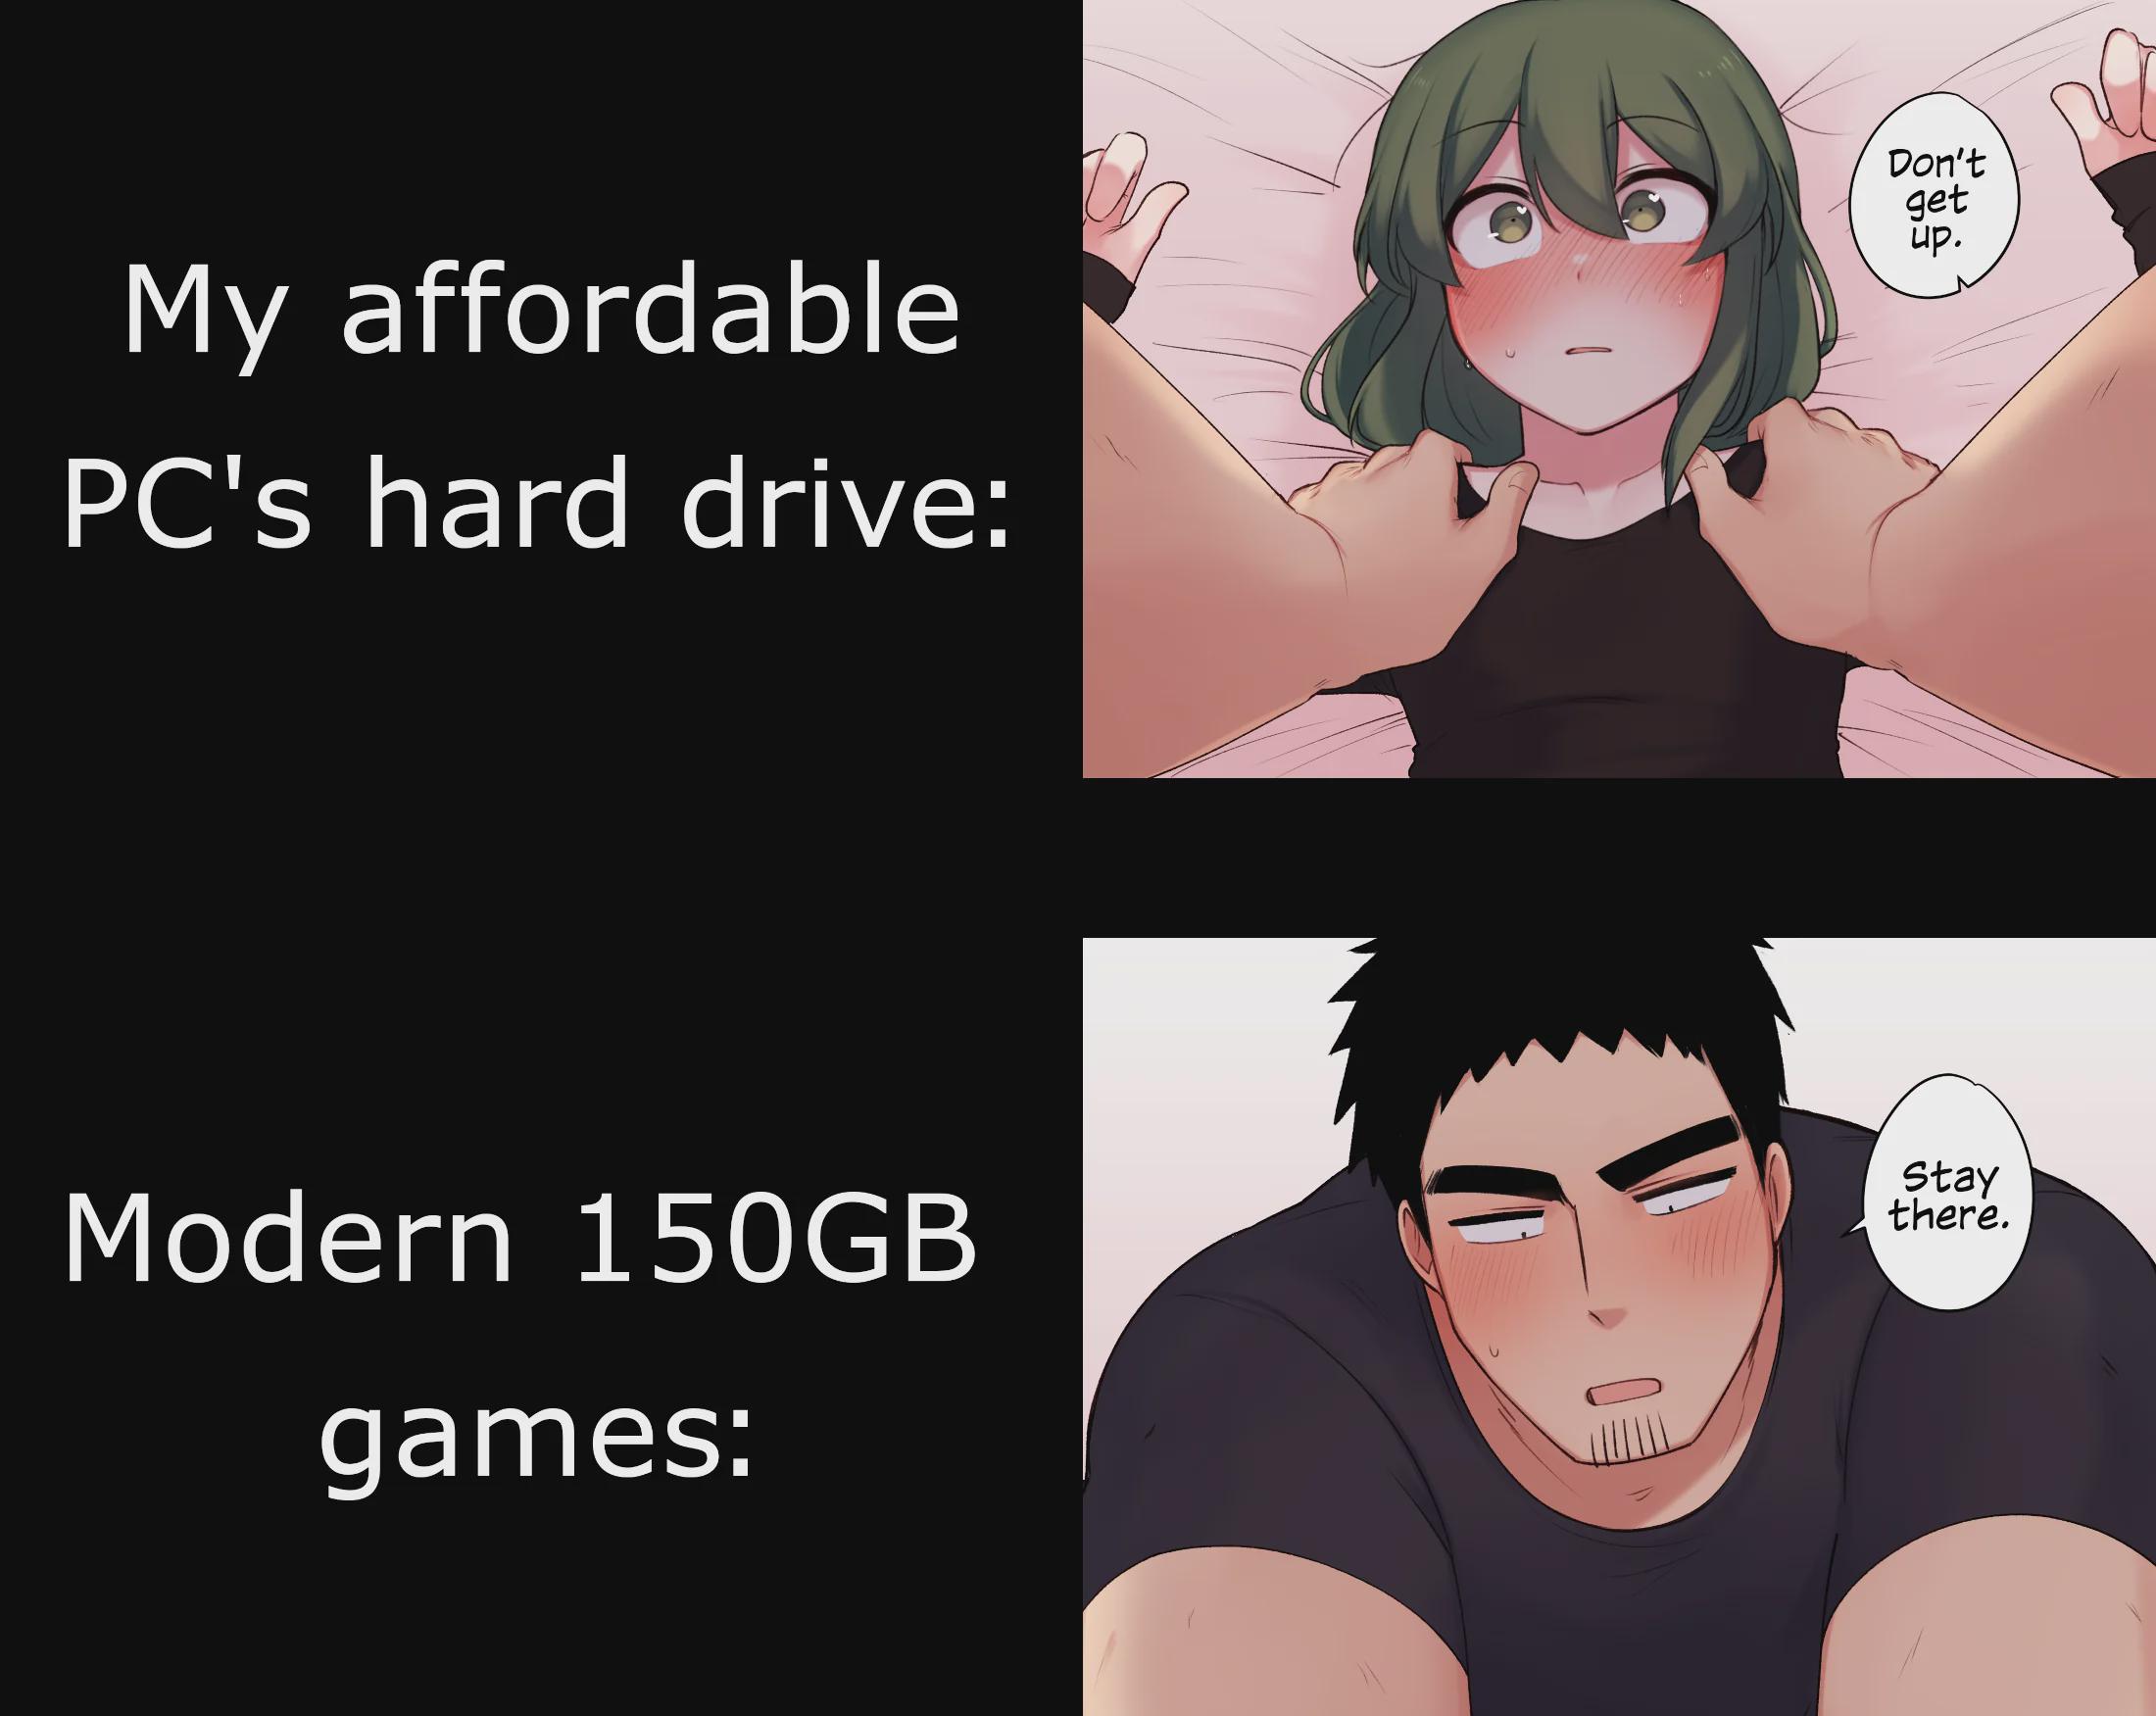 My affordable
PC's hard drive:
Don't
get
up.
Modern 150GB
games:
Stay
there.